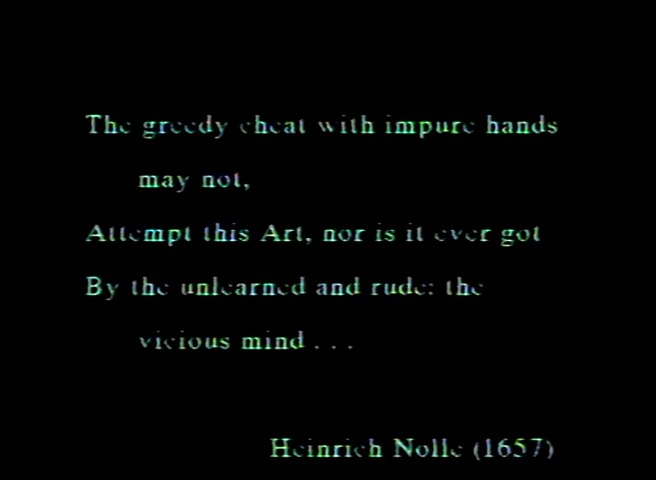 The greedy cheat with impure hands
may not,
Attempt this Art, nor is it ever got
By the unlearned and rude: the
vicious mind . . .
Heinrich Nolle (1657)